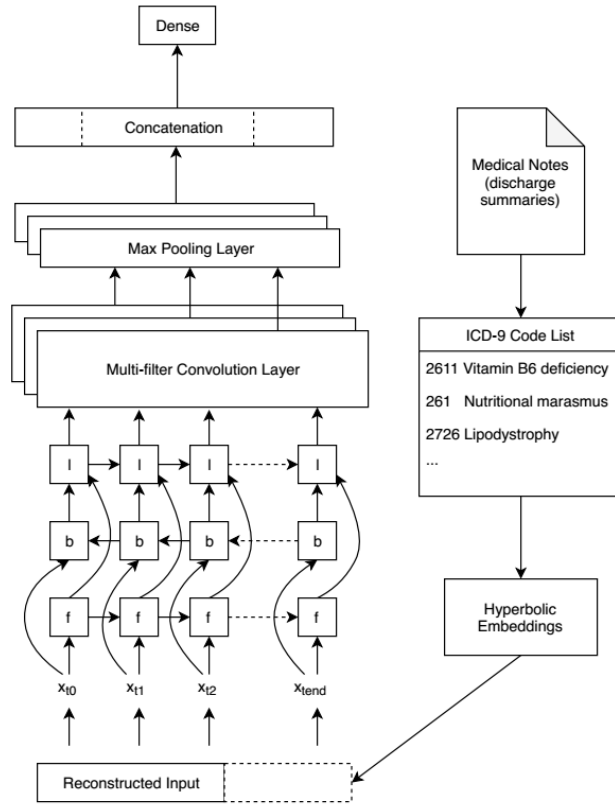 Dense
Concatenation
Max Pooling Layer
Multi-filter Convolution Layer
l l l l
b b b b
f f f f
xt0 xt1 xt2 xtend
Reconstructed Input
Medical Notes
(discharge
summaries)
ICD-9 Code List
2611 Vitamin B6 deficiency
261 Nutritional marasmus
2726 Lipodystrophy
...
Hyperbolic
Embeddings